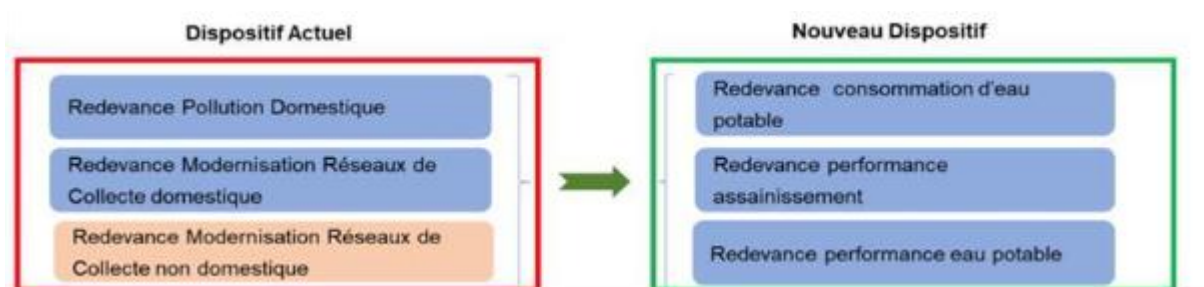 Dispositif Actuel
Redevance Pollution Domestique
Redevance Modernisation Réseaux de
Collecte domestique
Redevance Modernisation Réseaux de
Collecte non domestique
Nouveau Dispositif
Redevance consommation d'eau
potable
Redevance performance
assainissement
Redevance performance eau potable